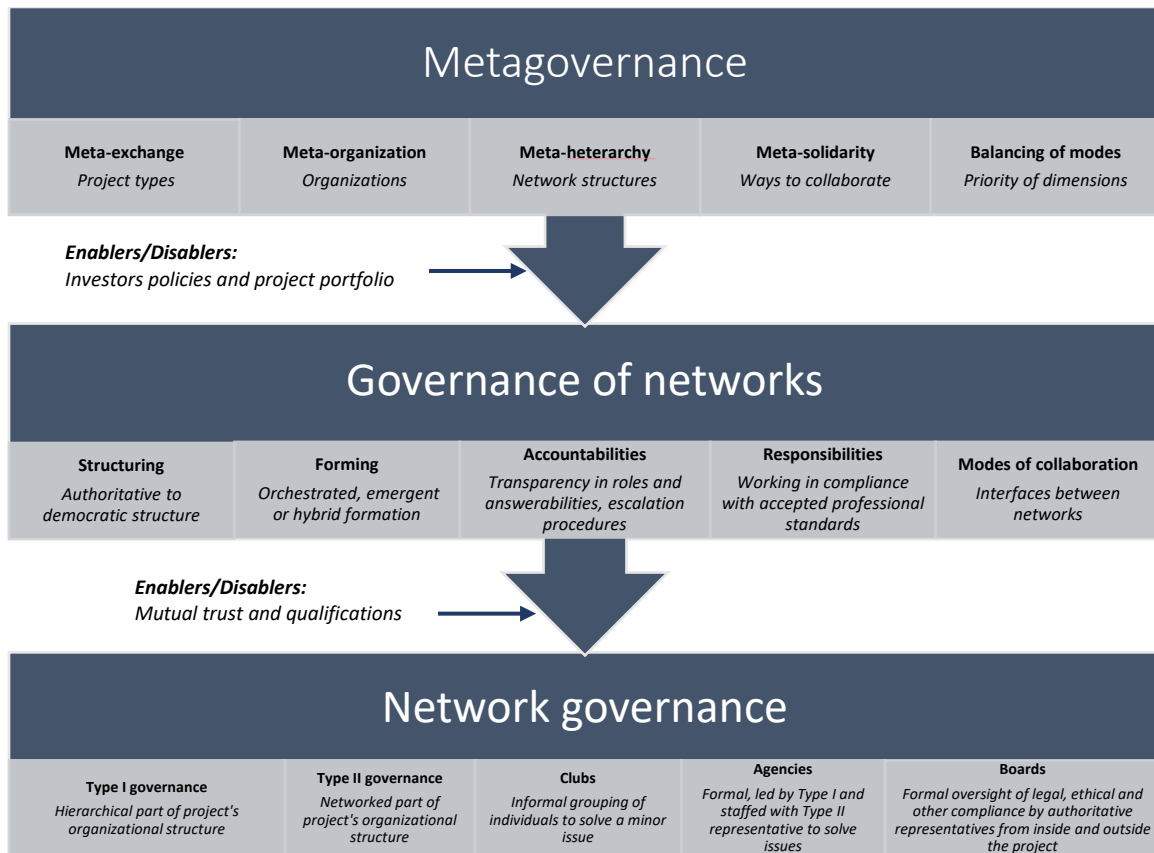 Metagovernance
Meta-exchange
Project types
Meta-organization
Organizations
Meta-heterarchy
Network structures
Meta-solidarity
Ways to collaborate
Balancing of modes
Priority of dimensions
Enablers/Disablers:
Investors policies and project portfolio
Governance of networks
Structuring
Authoritative to
democratic structure
Forming
Orchestrated, emergent
or hybrid formation
Accountabilities
Transparency in roles and
answerabilities, escalation
procedures
Responsibilities
Working in compliance
with accepted professional
standards
Modes of collaboration
Interfaces between
networks
Enablers/Disablers:
Mutual trust and qualifications
Network governance
Type I governance
Hierarchical part of project's
organizational structure
Type II governance
Networked part of
project's organizational
structure
Clubs
Informal grouping of
individuals to solve a minor
issue
Agencies
Formal, led by Type I and
staffed with Type II
representative to solve
issues
Boards
Formal oversight of legal, ethical and
other compliance by authoritative
representatives from inside and outside
the project